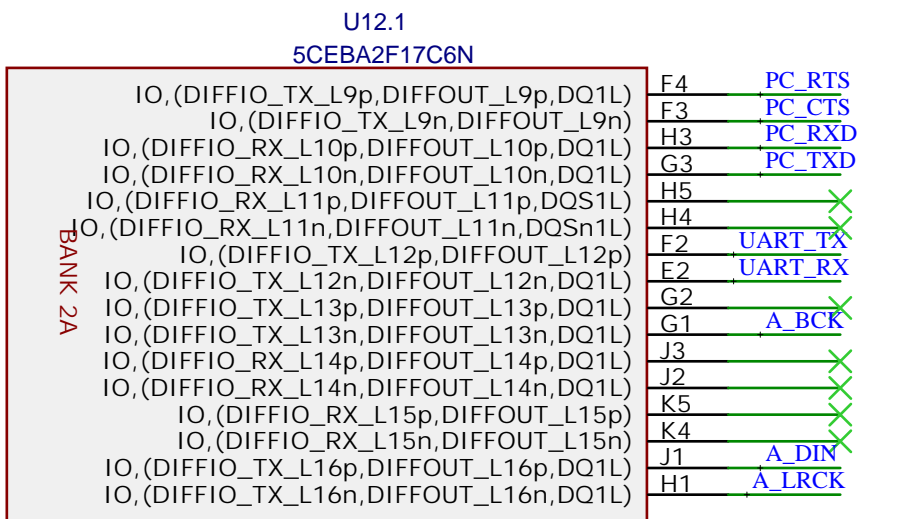 U12.1
5CEBA2F17C6N
IO,(DIFFIO_TX_L9p,DIFFOUT_L9p,DQ1L) F4 PC_RTS
IO,(DIFFIO_TX_L9n,DIFFOUT_L9n) F3 PC_CTS
IO,(DIFFIO_RX_L10p,DIFFOUT_L10p,DQ1L) H3 PC_RXD
IO,(DIFFIO_RX_L10n,DIFFOUT_L10n,DQ1L) G3 PC_TXD
IO,(DIFFIO_RX_L11p,DIFFOUT_L11p,DQS1L) H5
IO,(DIFFIO_RX_L11n,DIFFOUT_L11n,DQSn1L) H4
IO,(DIFFIO_TX_L12p,DIFFOUT_L12p) F2 UART_TX
IO,(DIFFIO_TX_L12n,DIFFOUT_L12n,DQ1L) E2 UART_RX
IO,(DIFFIO_TX_L13p,DIFFOUT_L13p,DQ1L) G2
IO,(DIFFIO_TX_L13n,DIFFOUT_L13n,DQ1L) G1 A_BCK
IO,(DIFFIO_RX_L14p,DIFFOUT_L14p,DQ1L) J3
IO,(DIFFIO_RX_L14n,DIFFOUT_L14n,DQ1L) J2
IO,(DIFFIO_RX_L15p,DIFFOUT_L15p) K5
IO,(DIFFIO_RX_L15n,DIFFOUT_L15n) K4
IO,(DIFFIO_TX_L16p,DIFFOUT_L16p,DQ1L) J1 A_DIN
IO,(DIFFIO_TX_L16n,DIFFOUT_L16n,DQ1L) H1 A_LRCK
BANK 2A